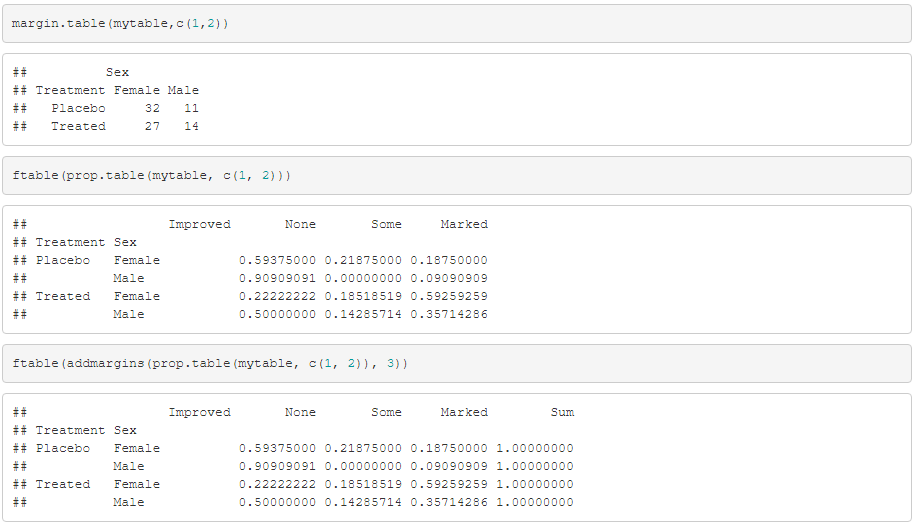 margin.table(mytable,c(1,2))
##          Sex
## Treatment Female Male
##   Placebo     32   11
##   Treated     27   14
ftable(prop.table(mytable, c(1, 2)))
##                  Improved       None       Some     Marked
## Treatment Sex
## Placebo   Female          0.59375000 0.21875000 0.18750000
##           Male            0.90909091 0.00000000 0.09090909
## Treated   Female          0.22222222 0.18518519 0.59259259
##           Male            0.50000000 0.14285714 0.35714286
ftable(addmargins(prop.table(mytable, c(1, 2)), 3))
##                  Improved       None       Some     Marked        Sum
## Treatment Sex
## Placebo   Female          0.59375000 0.21875000 0.18750000 1.00000000
##           Male            0.90909091 0.00000000 0.09090909 1.00000000
## Treated   Female          0.22222222 0.18518519 0.59259259 1.00000000
##           Male            0.50000000 0.14285714 0.35714286 1.00000000